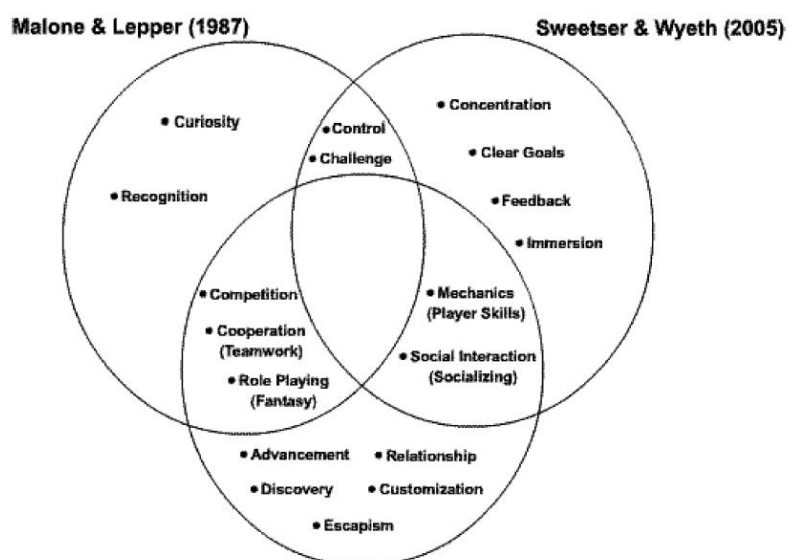 Malone & Lepper (1987)
Sweetser & Wyeth (2005)
• Curiosity
• Recognition
• Control
• Challenge
• Concentration
• Clear Goals
• Feedback
• Immersion
• Competition
• Cooperation
(Teamwork)
• Role Playing
(Fantasy)
• Mechanics
(Player Skills)
• Social Interaction
(Socializing)
• Advancement
• Relationship
• Discovery
• Customization
• Escapism